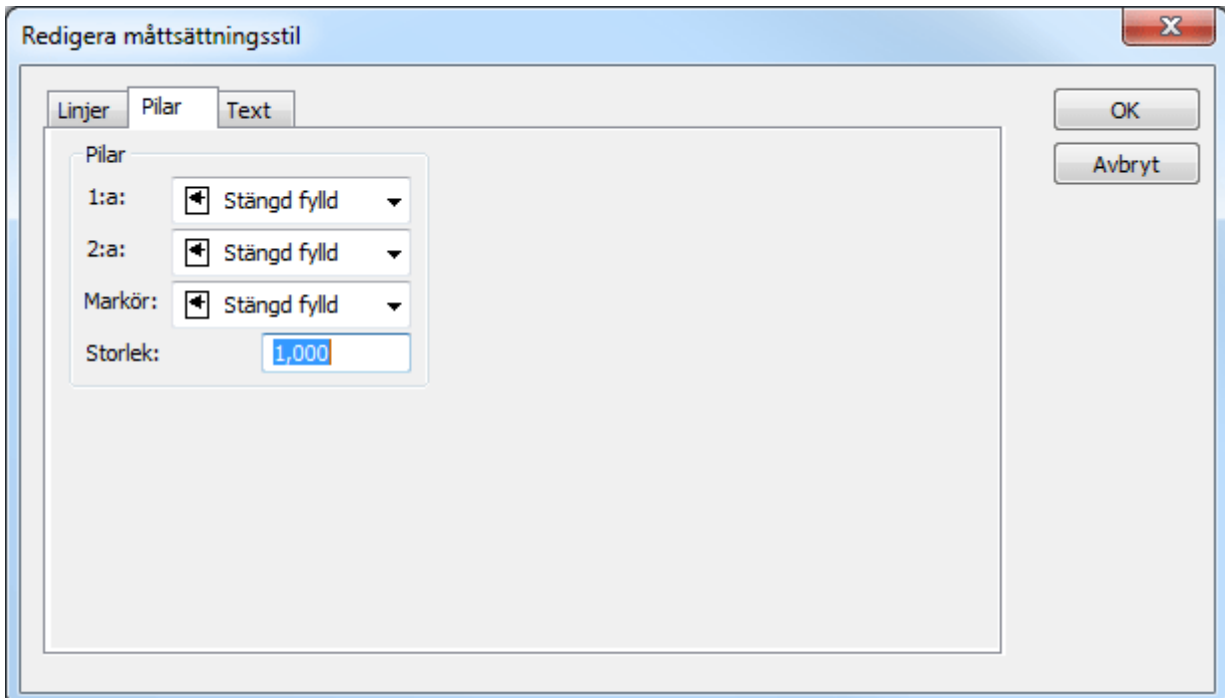 Redigera måttsättningsstil
Linjer Pilar Text
OK
Avbryt
Pilar
1:a: Stängd fylld
2:a: Stängd fylld
Markör: Stängd fylld
Storlek: 1,000